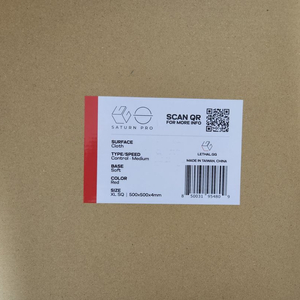 SATURN PRO
SCAN QR
FOR MORE INFO
SURFACE
Cloth
TYPE/SPEED
Control - Medium
BASE
Soft
COLOR
Red
SIZE
XL SQ | 500x500x4mm
LETHAL.GG
MADE IN TAIWAN, CHINA